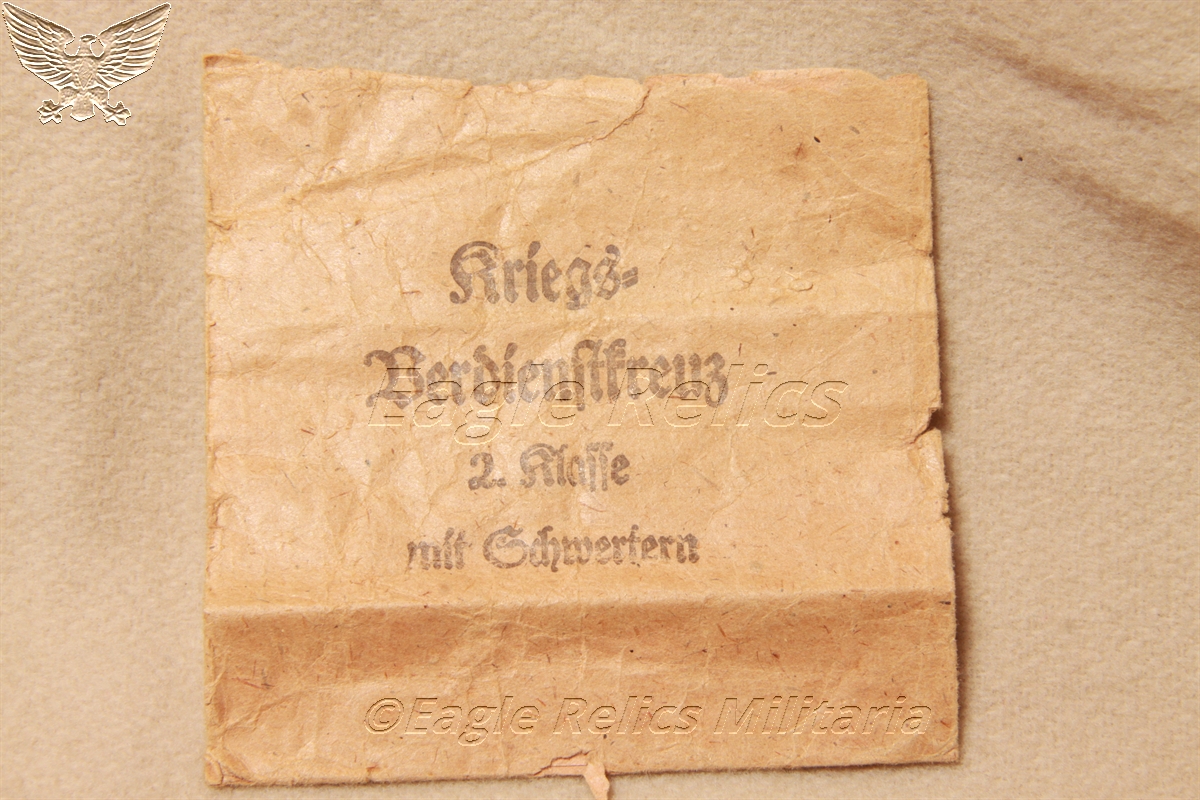 Kriegs-
Verdienstkreuz
Eagle Relics
2. Klasse
mit Schwertern
©Eagle Relics Militaria